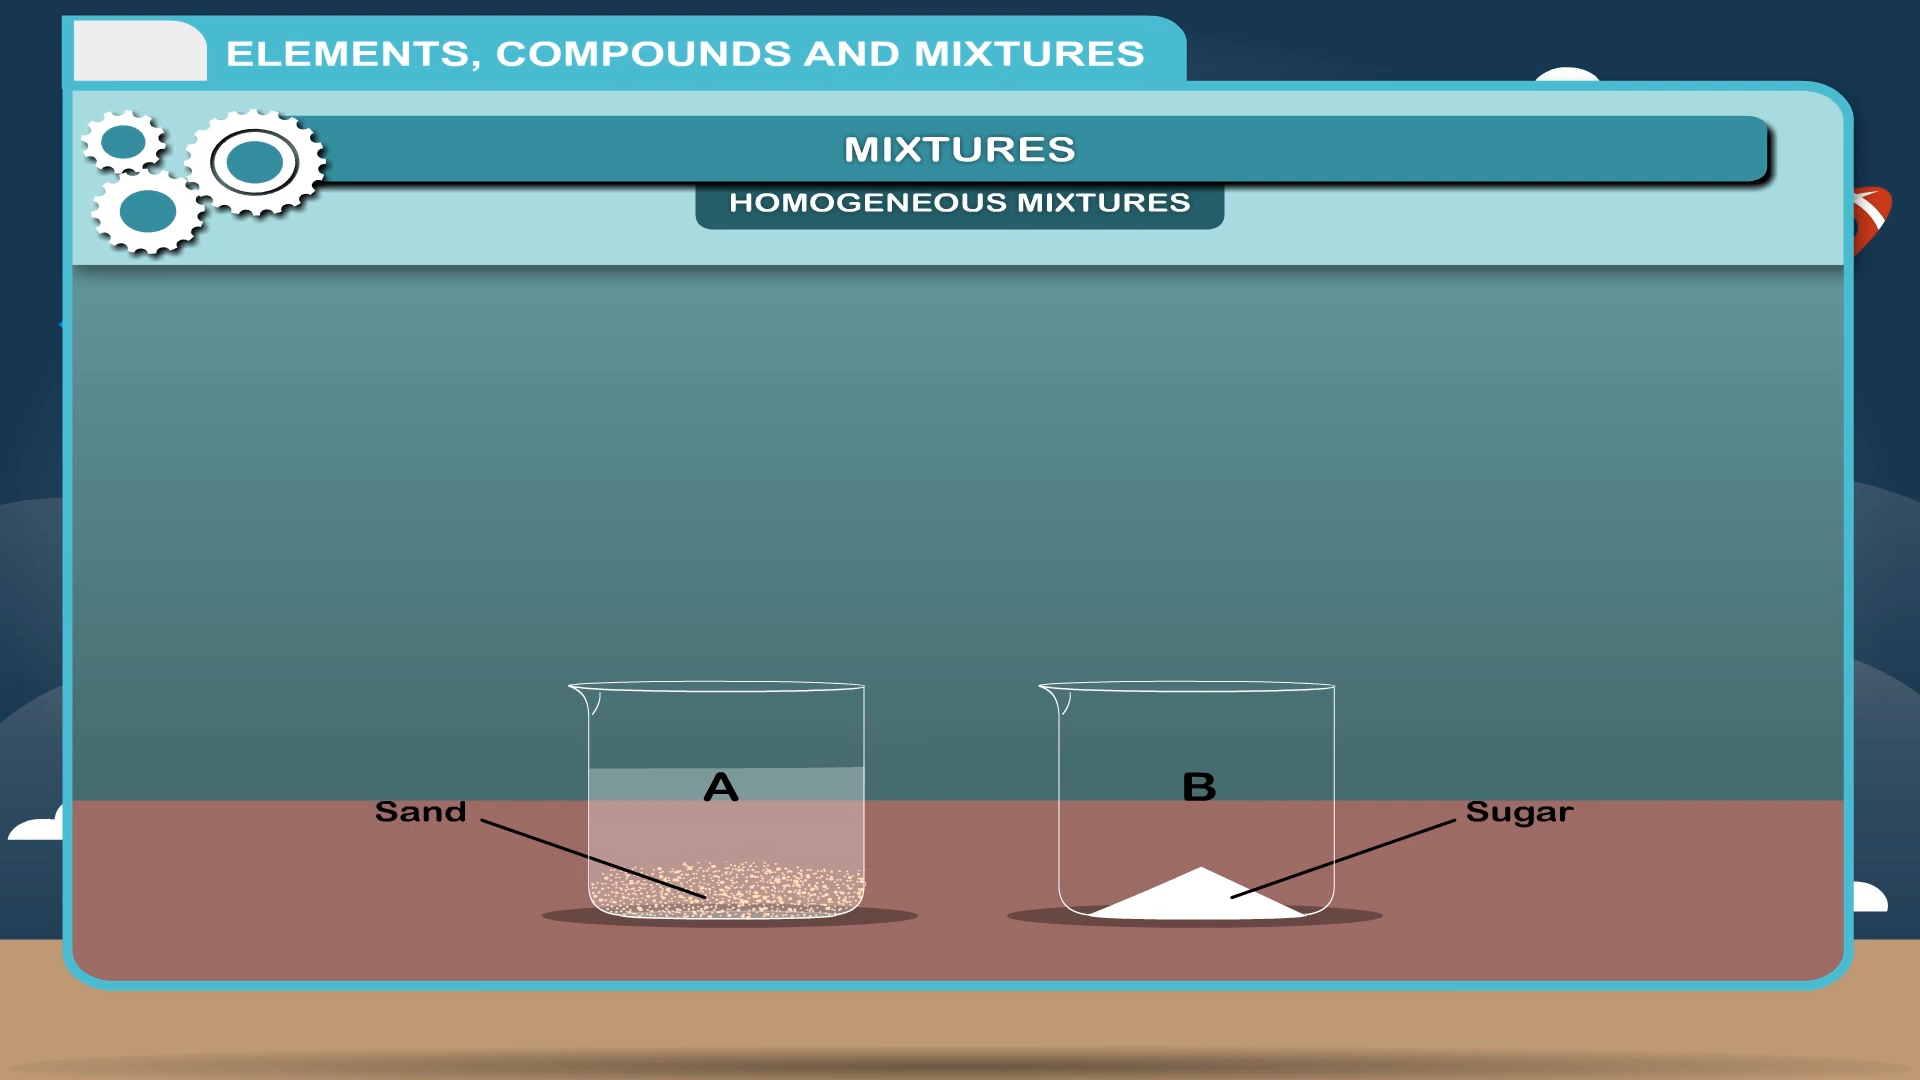 ELEMENTS, COMPOUNDS AND MIXTURES
MIXTURES
HOMOGENEOUS MIXTURES
A
B
Sand
Sugar